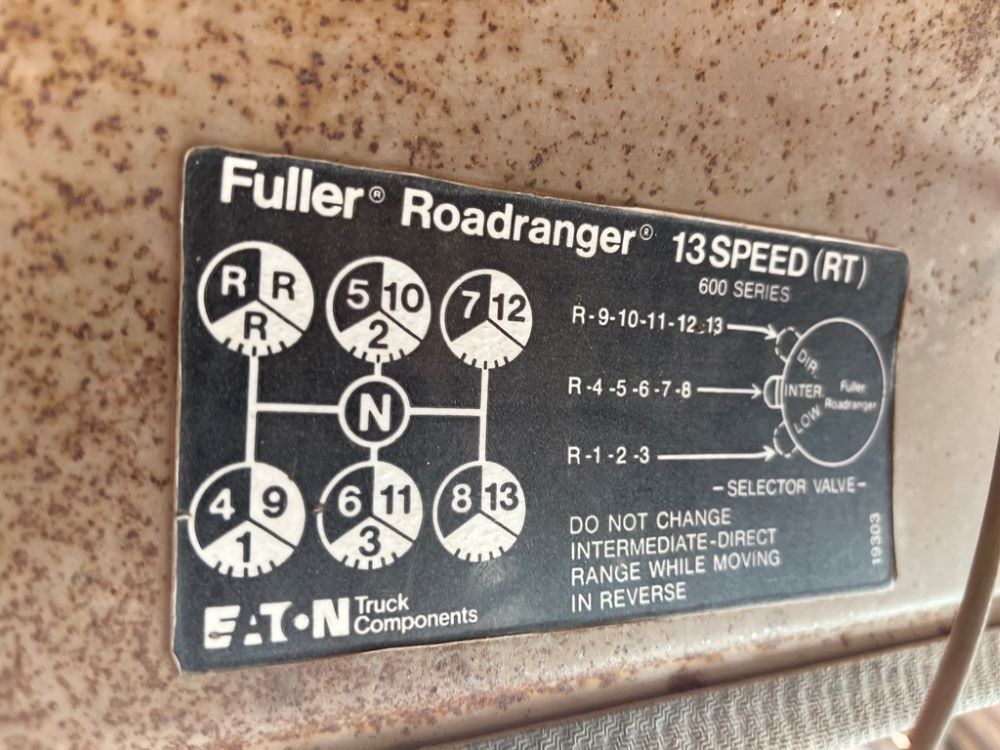 Fuller® Roadranger® 13 SPEED (RT)
600 SERIES
R R R
5 10 2
7 12
N
4 9 1
6 11 3
8 13
R-9-10-11-12-13
R-4-5-6-7-8
R-1-2-3
DIR.
INTER.
LOW
Fuller
Roadranger
-SELECTOR VALVE-
DO NOT CHANGE
INTERMEDIATE-DIRECT
RANGE WHILE MOVING
IN REVERSE
19303
EATON Truck
Components